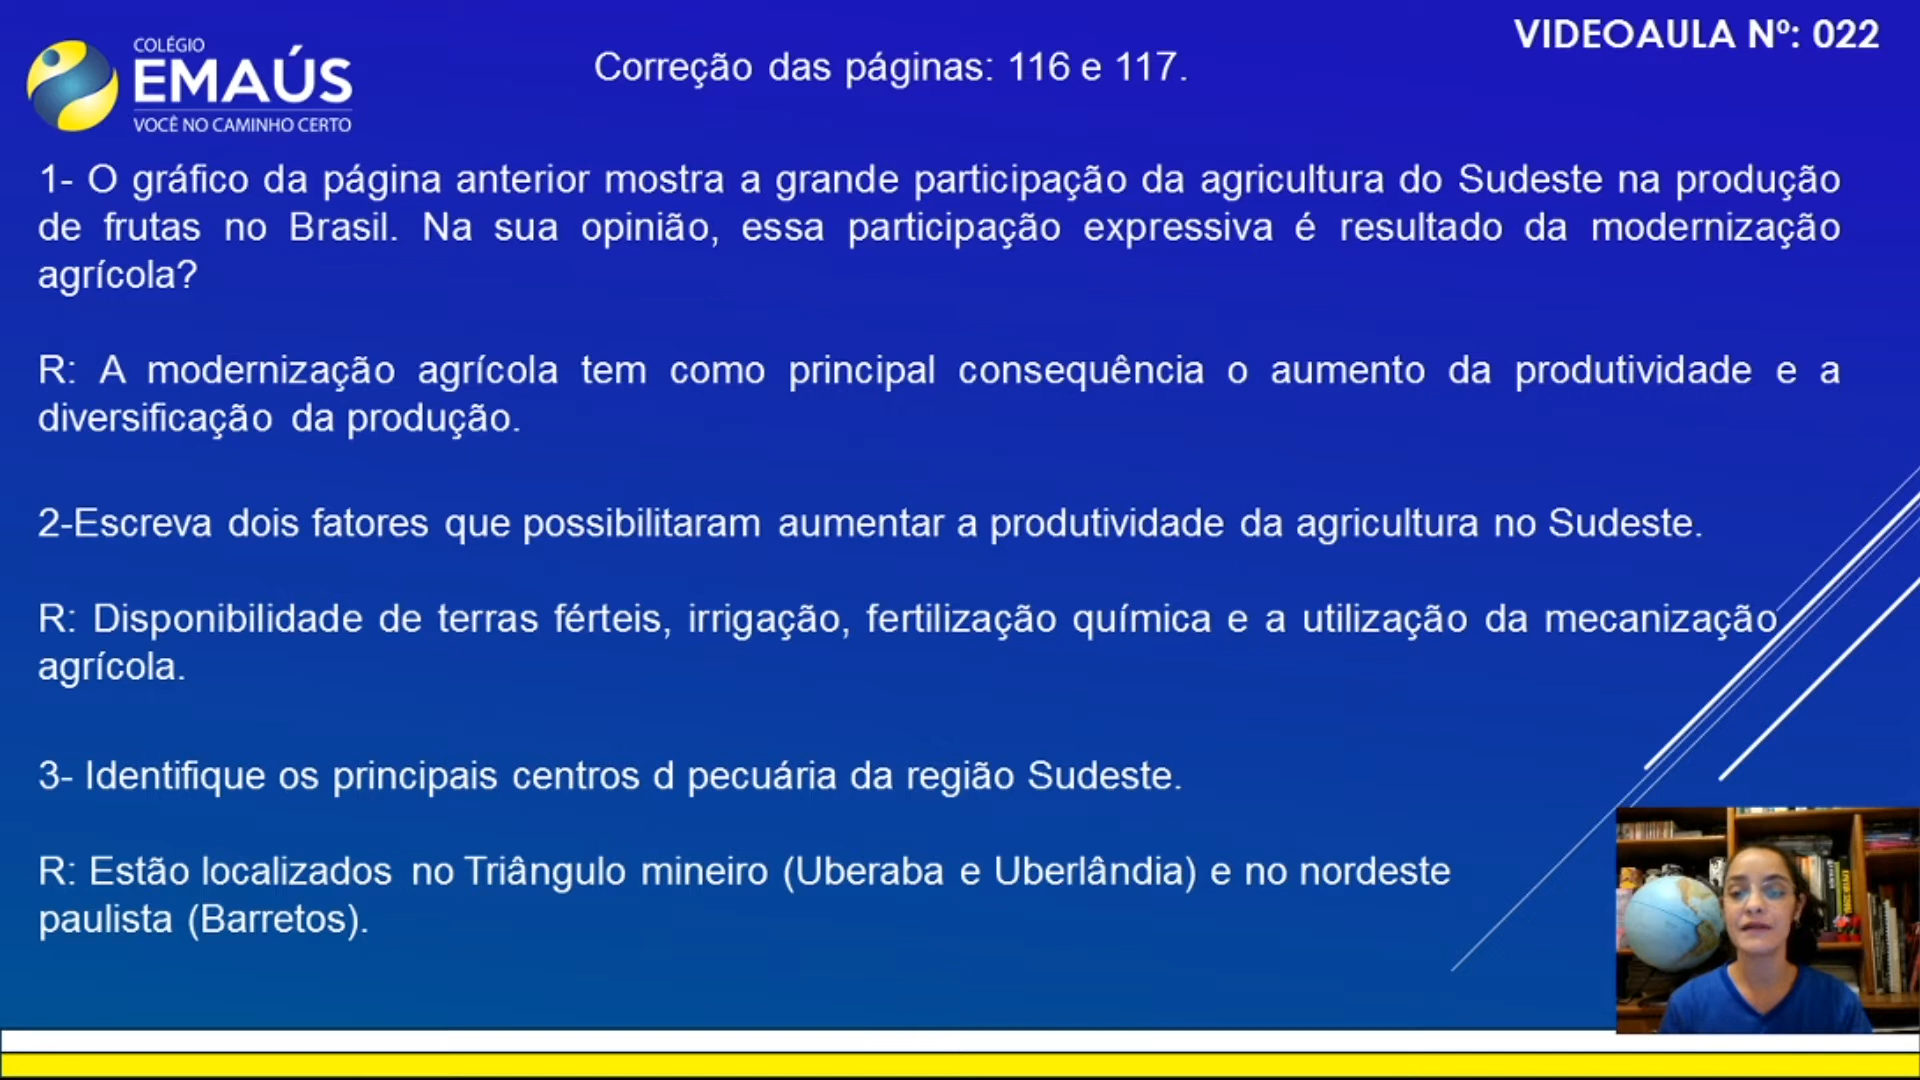 COLÉGIO
EMAÚS
VOCÊ NO CAMINHO CERTO
Correção das páginas: 116 e 117.
VIDEOAULA Nº: 022
1- O gráfico da página anterior mostra a grande participação da agricultura do Sudeste na produção
de frutas no Brasil. Na sua opinião, essa participação expressiva é resultado da modernização
agrícola?
R: A modernização agrícola tem como principal consequência o aumento da produtividade e a
diversificação da produção.
2-Escreva dois fatores que possibilitaram aumentar a produtividade da agricultura no Sudeste.
R: Disponibilidade de terras férteis, irrigação, fertilização química e a utilização da mecanização
agrícola.
3- Identifique os principais centros d pecuária da região Sudeste.
R: Estão localizados no Triângulo mineiro (Uberaba e Uberlândia) e no nordeste
paulista (Barretos).